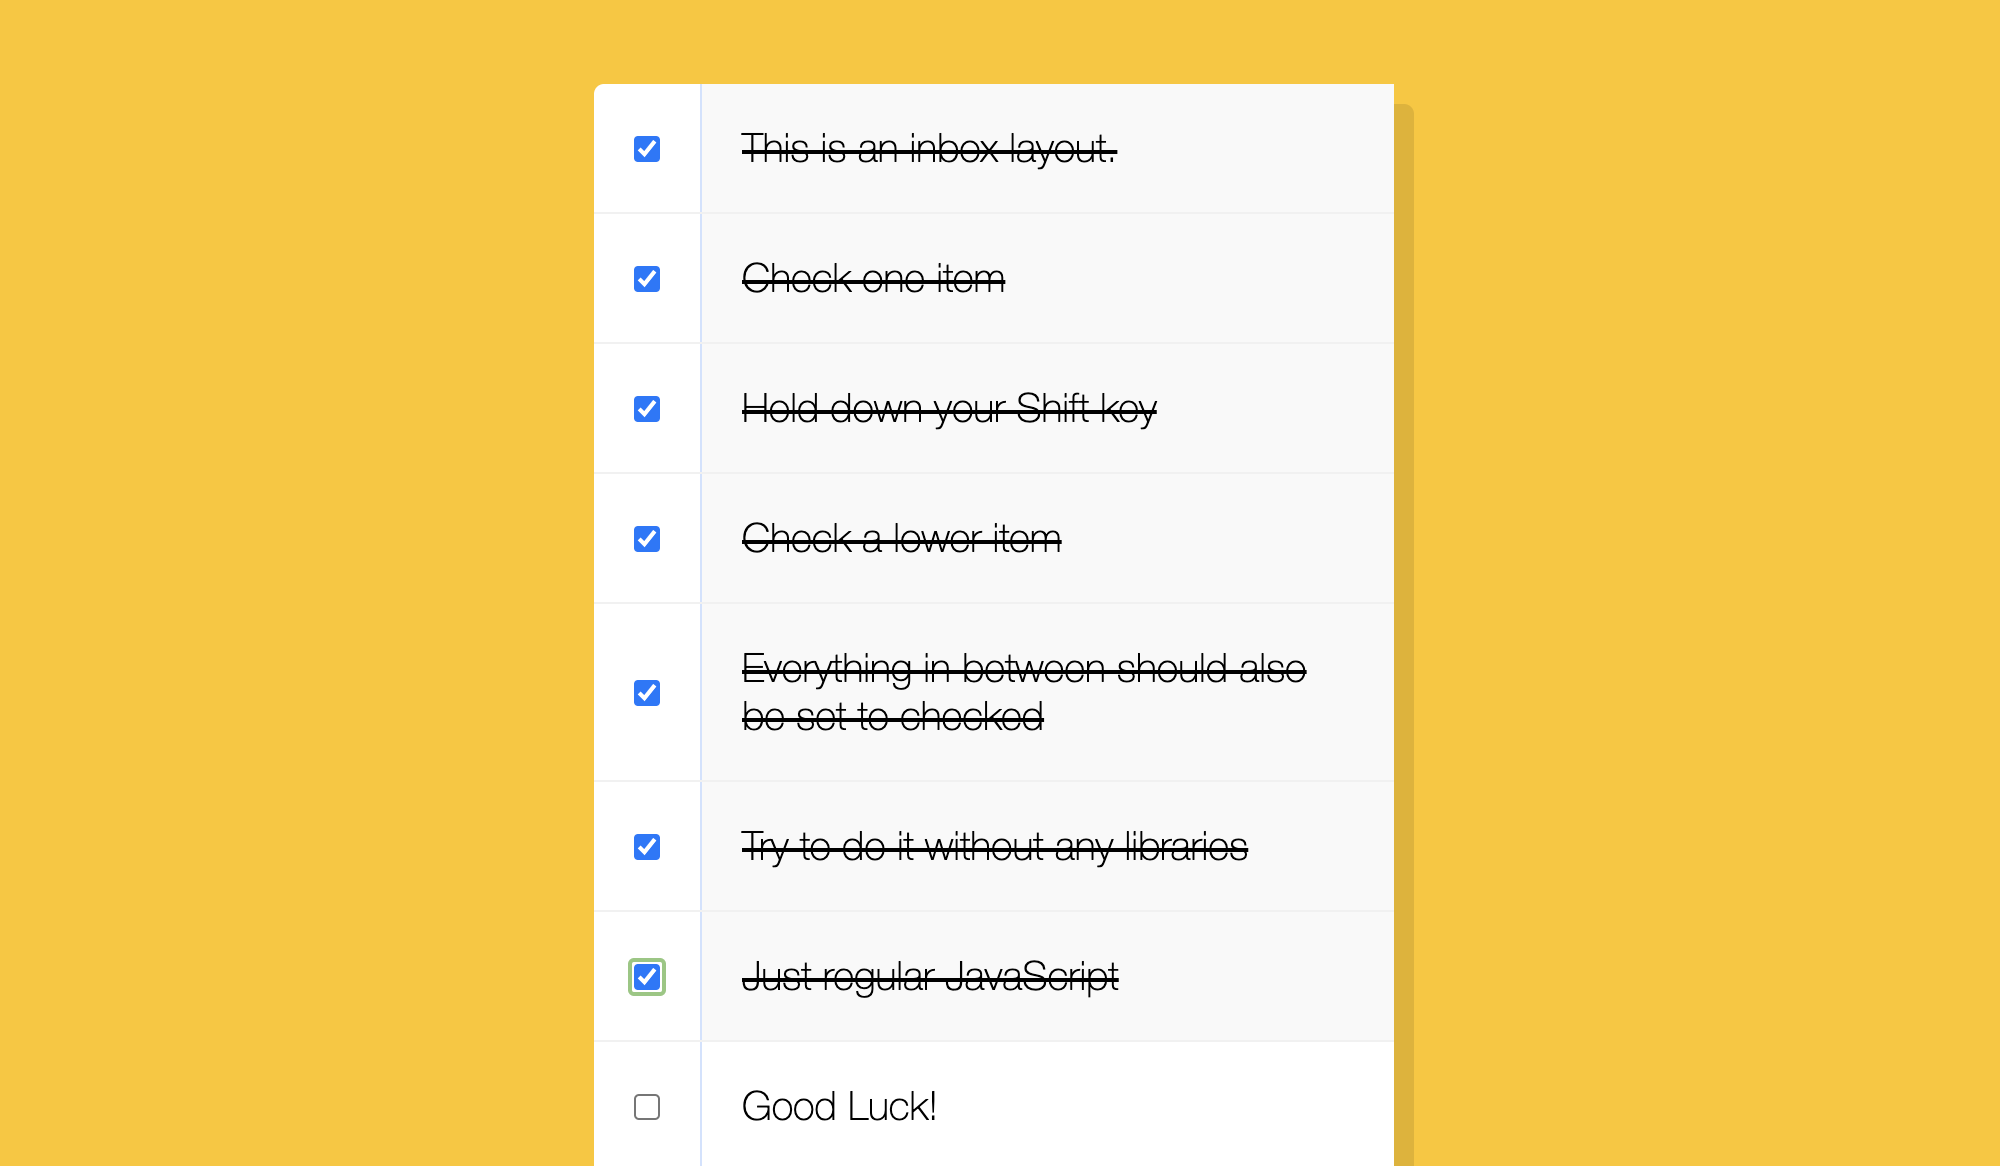 This is an inbox layout.
Check one item
Hold down your Shift key
Check a lower item
Everything in between should also
be set to checked
Try to do it without any libraries
Just regular JavaScript
Good Luck!